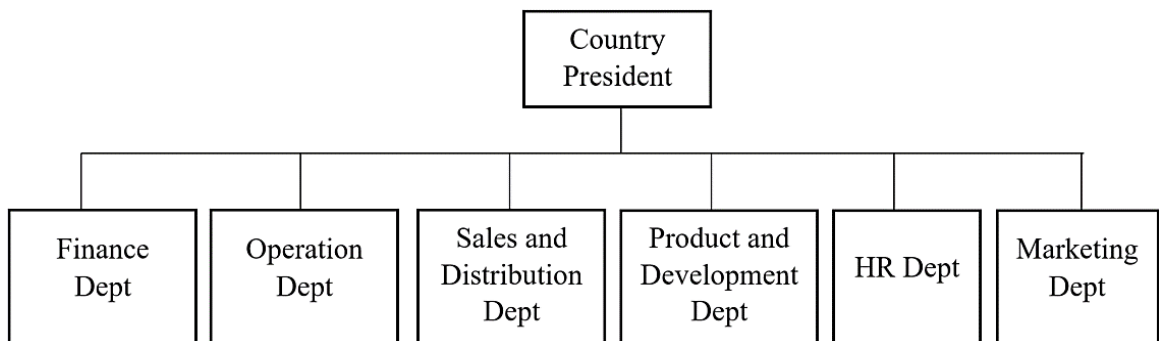 Country
President
Finance
Dept
Operation
Dept
Sales and
Distribution
Dept
Product and
Development
Dept
HR Dept
Marketing
Dept